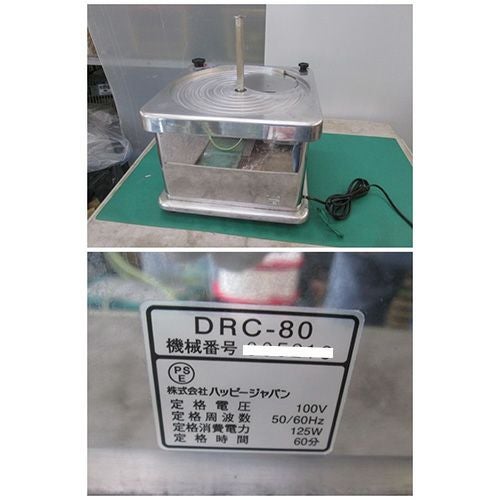 DRC-80
機械番号
PS
E
株式会社ハッピージャパン
定格電圧 100V
定格周波数 50/60Hz
定格消費電力 125W
定格時間 60分